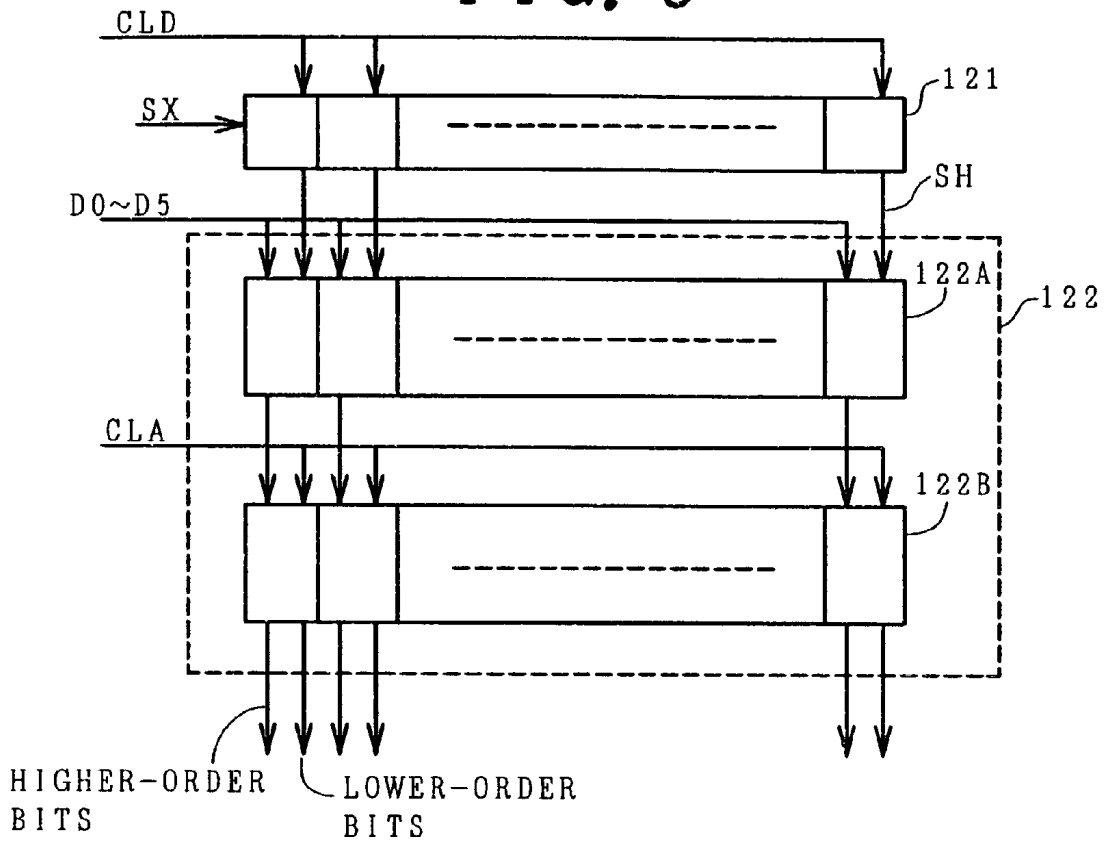 CLD
121
SX
SH
D0~D5
122A
122
CLA
122B
HIGHER-ORDER
BITS
LOWER-ORDER
BITS